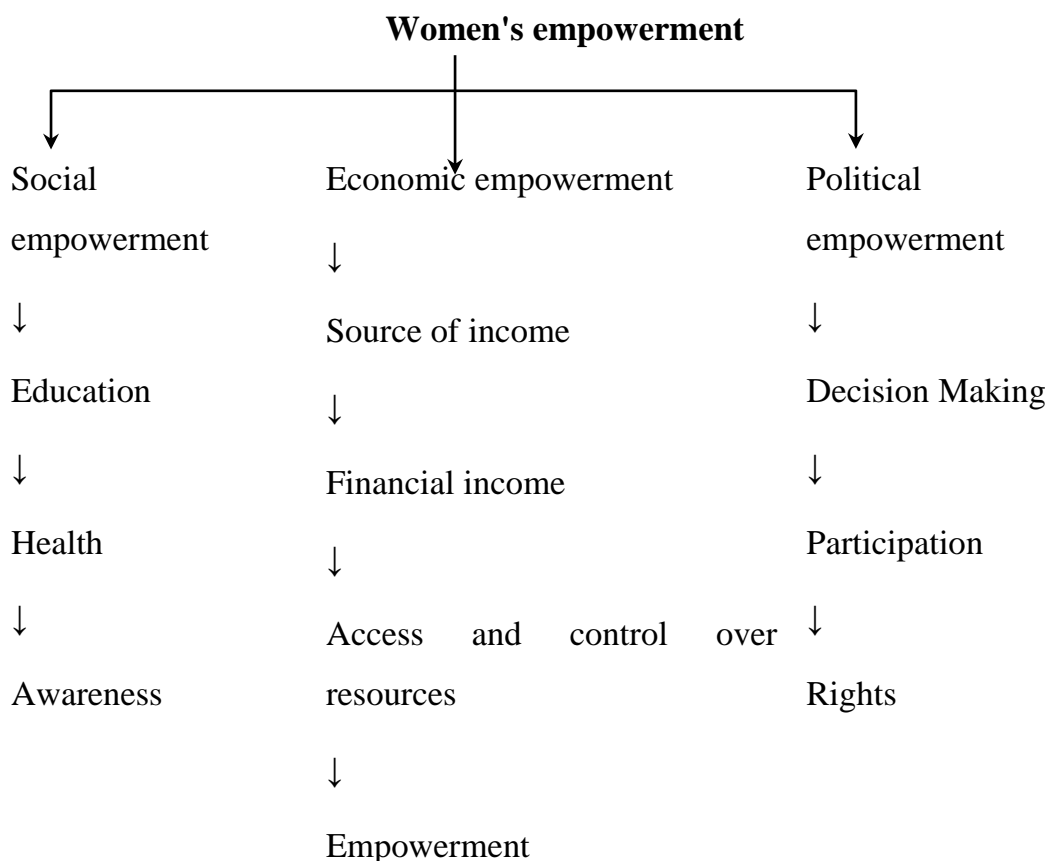 Women's empowerment
Social
empowerment
↓
Education
↓
Health
↓
Awareness
Economic empowerment
↓
Source of income
↓
Financial income
↓
Access and control over
resources
↓
Empowerment
Political
empowerment
↓
Decision Making
↓
Participation
↓
Rights